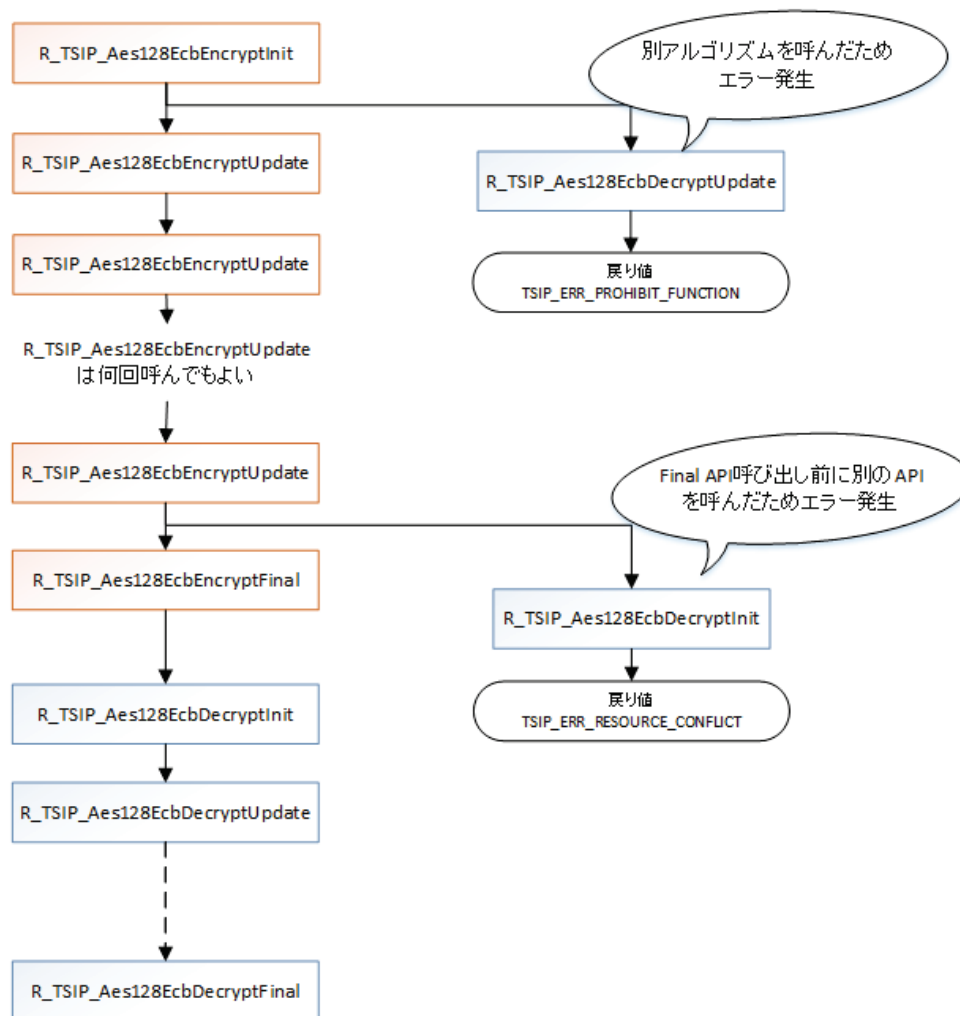 R_TSIP_Aes128EcbEncryptInit
別アルゴリズムを呼んだため
エラー発生
R_TSIP_Aes128EcbEncryptUpdate
R_TSIP_Aes128EcbDecryptUpdate
R_TSIP_Aes128EcbEncryptUpdate
戻り値
TSIP_ERR_PROHIBIT_FUNCTION
R_TSIP_Aes128EcbEncryptUpdate
は何回呼んでもよい
R_TSIP_Aes128EcbEncryptUpdate
Final API呼び出し前に別の API
を呼んだためエラー発生
R_TSIP_Aes128EcbEncryptFinal
R_TSIP_Aes128EcbDecryptInit
戻り値
TSIP_ERR_RESOURCE_CONFLICT
R_TSIP_Aes128EcbDecryptInit
R_TSIP_Aes128EcbDecryptUpdate
R_TSIP_Aes128EcbDecryptFinal